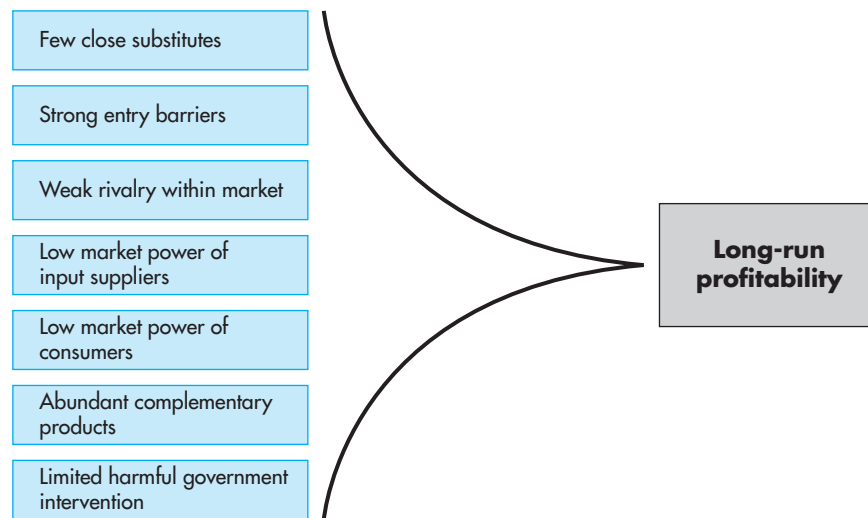 Few close substitutes
Strong entry barriers
Weak rivalry within market
Low market power of
input suppliers
Low market power of
consumers
Abundant complementary
products
Limited harmful government
intervention
Long-run
profitability